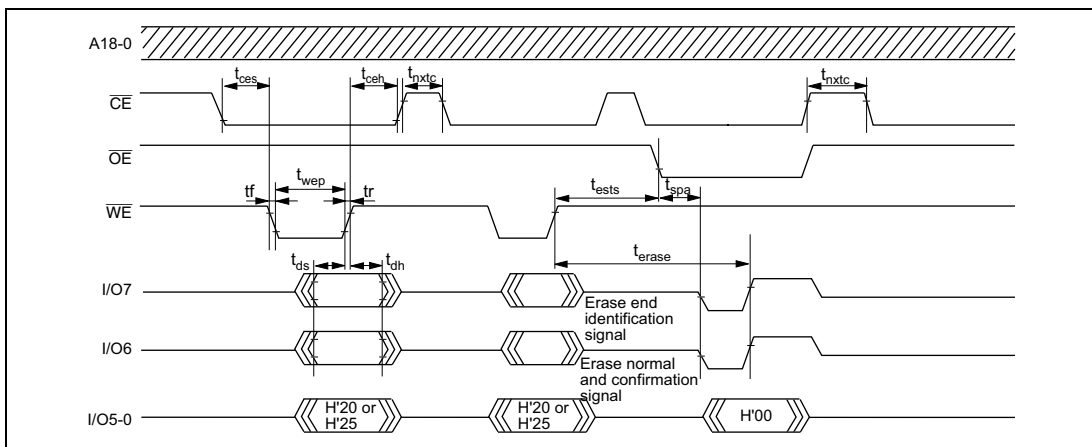 A18-0
t_ces
t_ceh
t_nxtc
t_nxtc
CE
OE
t_wep
t_ests
t_spa
tf
tr
WE
t_erase
t_ds
t_dh
I/O7
Erase end
identification
signal
I/O6
Erase normal
and confirmation
signal
I/O5-0
H'20 or
H'25
H'20 or
H'25
H'00